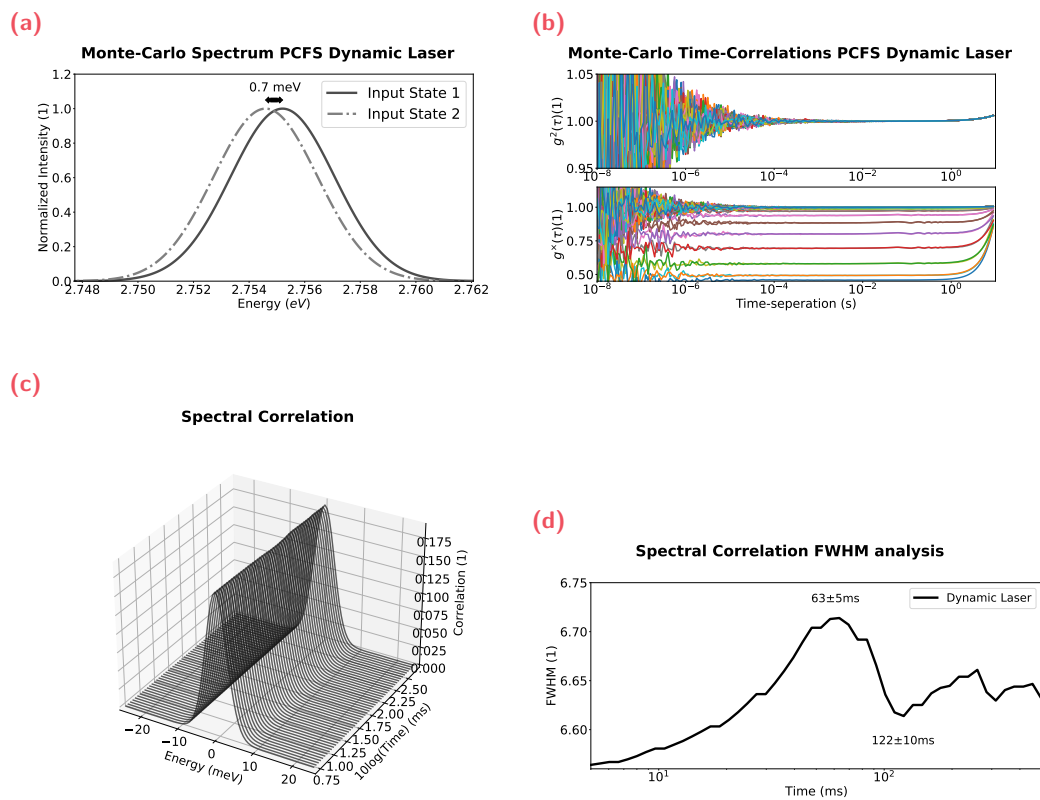 (a)
Monte-Carlo Spectrum PCFS Dynamic Laser
1.2
1.0
0.8
0.6
0.4
0.2
0.0
Normalized Intensity (1)
0.7 meV
Input State 1
Input State 2
2.748 2.750 2.752 2.754 2.756 2.758 2.760 2.762
Energy (eV)
(b)
Monte-Carlo Time-Correlations PCFS Dynamic Laser
1.05
1.00
0.95
g²(τ)(1)
10⁻⁸ 10⁻⁶ 10⁻⁴ 10⁻² 10⁰
1.00
0.75
0.50
gˣ(τ)(1)
10⁻⁸ 10⁻⁶ 10⁻⁴ 10⁻² 10⁰
Time-seperation (s)
(c)
Spectral Correlation
0.175
0.150
0.125
0.100
0.075
0.050
0.025
0.000
Correlation (1)
2.50
2.25
2.00
1.75
1.50
1.25
1.00
0.75
10log(Time) (ms)
−20 −10 0 10 20
Energy (meV)
(d)
Spectral Correlation FWHM analysis
6.75
6.70
6.65
6.60
FWHM (1)
63±5ms
Dynamic Laser
122±10ms
10¹ 10²
Time (ms)